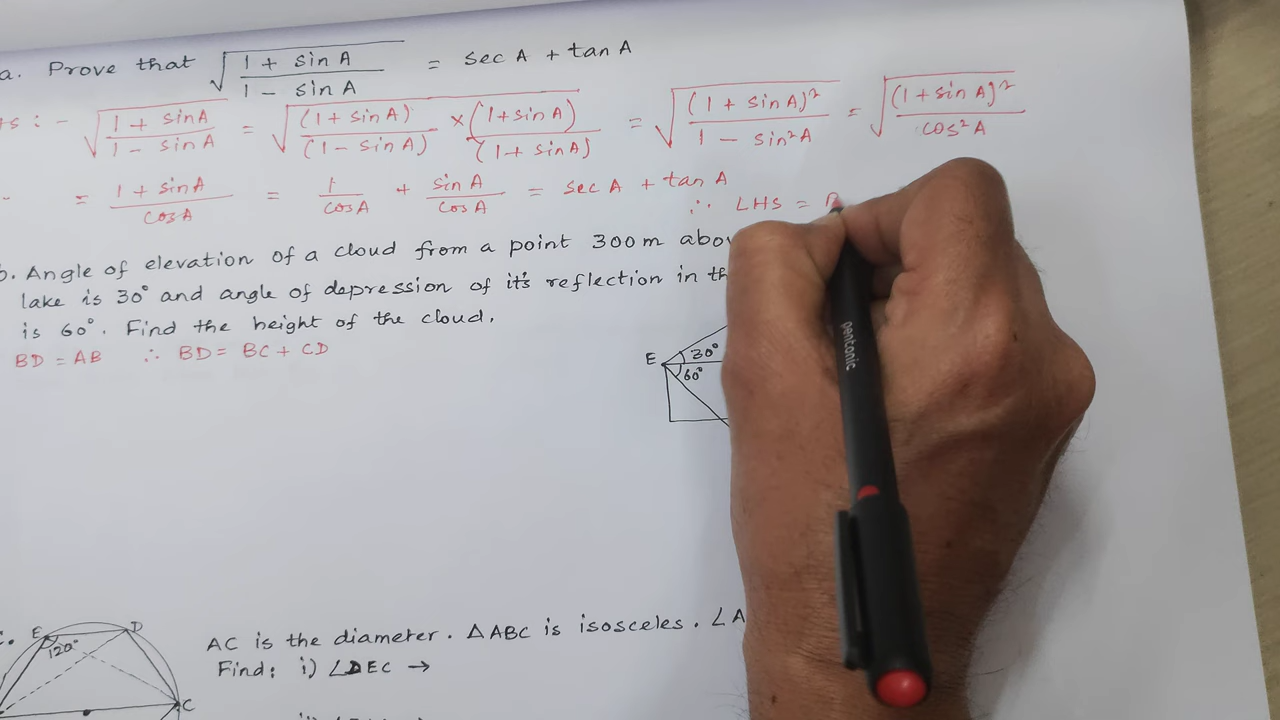 a. Prove that √((1 + sin A)/(1 - sin A)) = sec A + tan A
:- √((1 + sin A)/(1 - sin A)) = √((1 + sin A)/(1 - sin A) × (1 + sin A)/(1 + sin A)) = √((1 + sin A)²/(1 - sin²A)) = √((1 + sin A)²/cos²A)
= (1 + sin A)/cos A = 1/cos A + sin A/cos A = sec A + tan A
∴ LHS =
b. Angle of elevation of a cloud from a point 300 m
lake is 30° and angle of depression of it's reflection in
is 60°. Find the height of the cloud.
BD = AB ∴ BD = BC + CD
E 30°
60°
pentonic
E D
120°
C
AC is the diameter. △ABC is isosceles.
Find: i) ∠DEC →